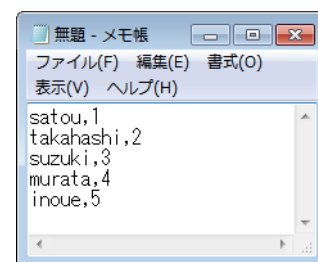 無題 - メモ帳
ファイル(F) 編集(E) 書式(O)
表示(V) ヘルプ(H)
satou,1
takahashi,2
suzuki,3
murata,4
inoue,5